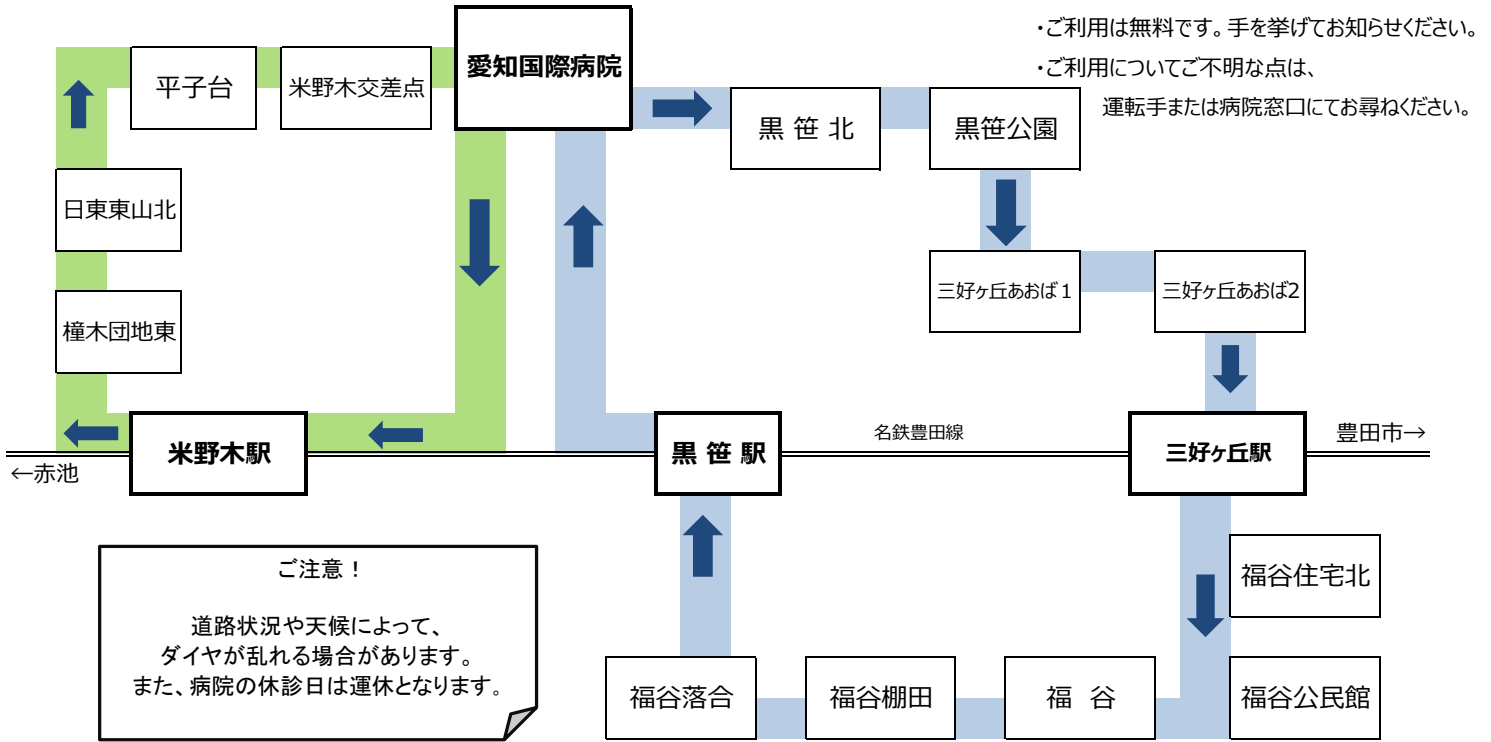 ・ご利用は無料です。手を挙げてお知らせください。
・ご利用についてご不明な点は、
運転手または病院窓口にてお尋ねください。
愛知国際病院
平子台
米野木交差点
黒 笹 北
黒笹公園
日東東山北
三好ヶ丘あおば１
三好ヶ丘あおば2
橦木団地東
米野木駅
黒 笹 駅
名鉄豊田線
三好ヶ丘駅
豊田市→
←赤池
ご注意！
道路状況や天候によって、
ダイヤが乱れる場合があります。
また、病院の休診日は運休となります。
福谷住宅北
福谷落合
福谷棚田
福 谷
福谷公民館